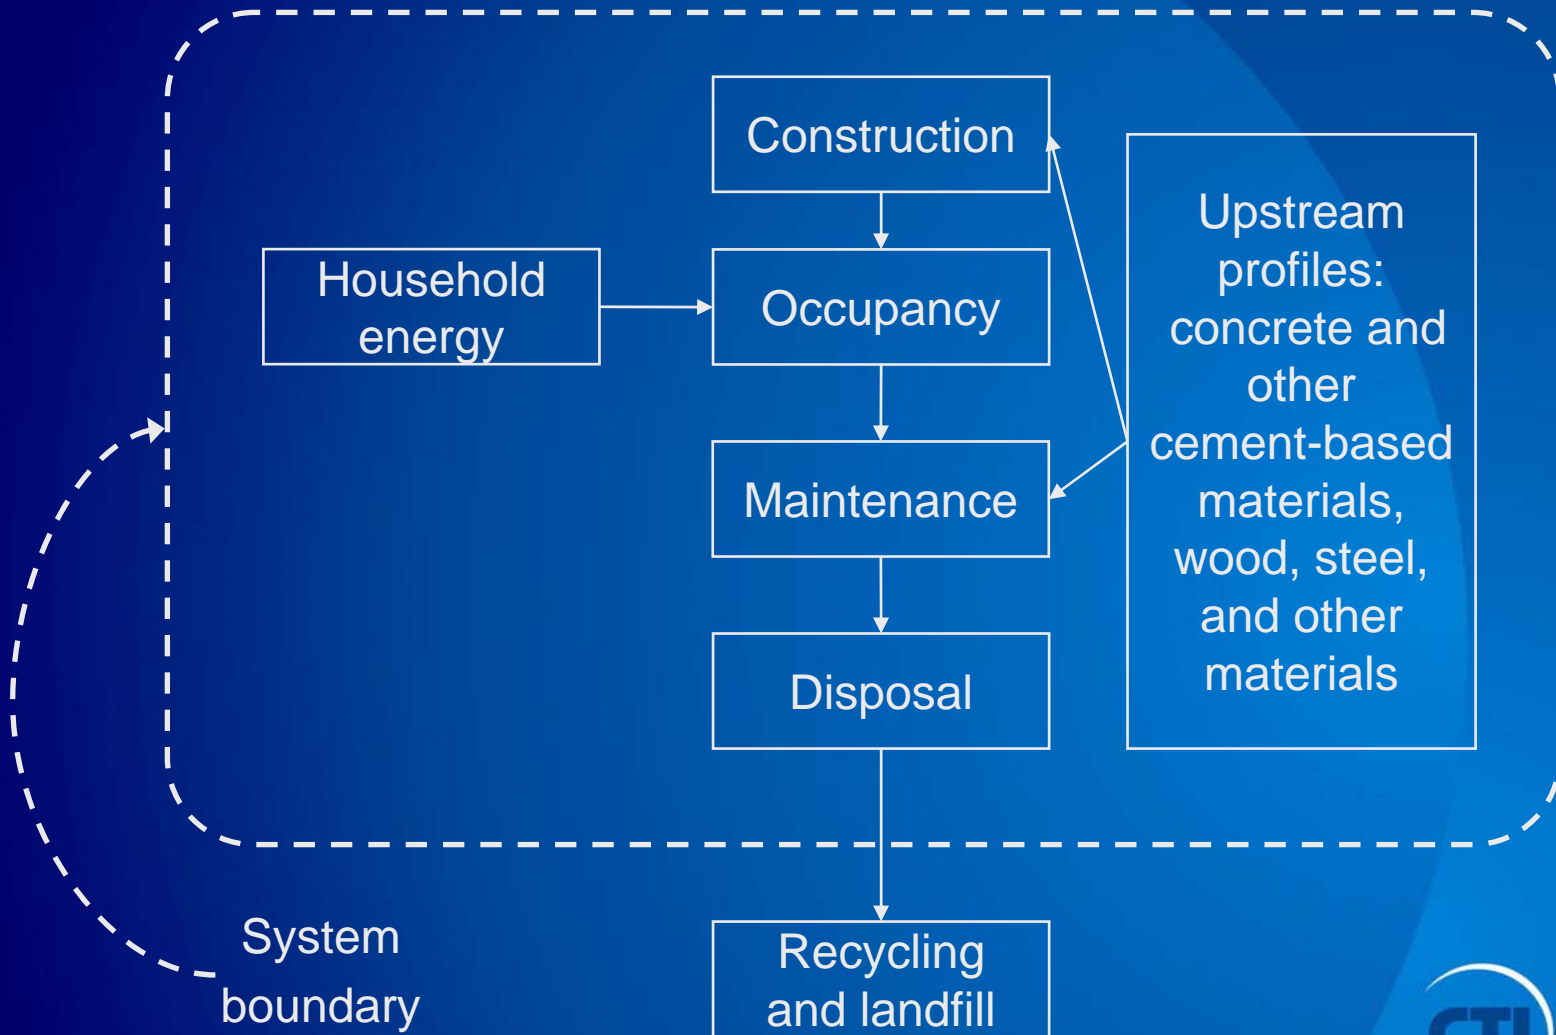 Construction
Household
energy
Occupancy
Maintenance
Disposal
Upstream
profiles:
concrete and
other
cement-based
materials,
wood, steel,
and other
materials
System
boundary
Recycling
and landfill